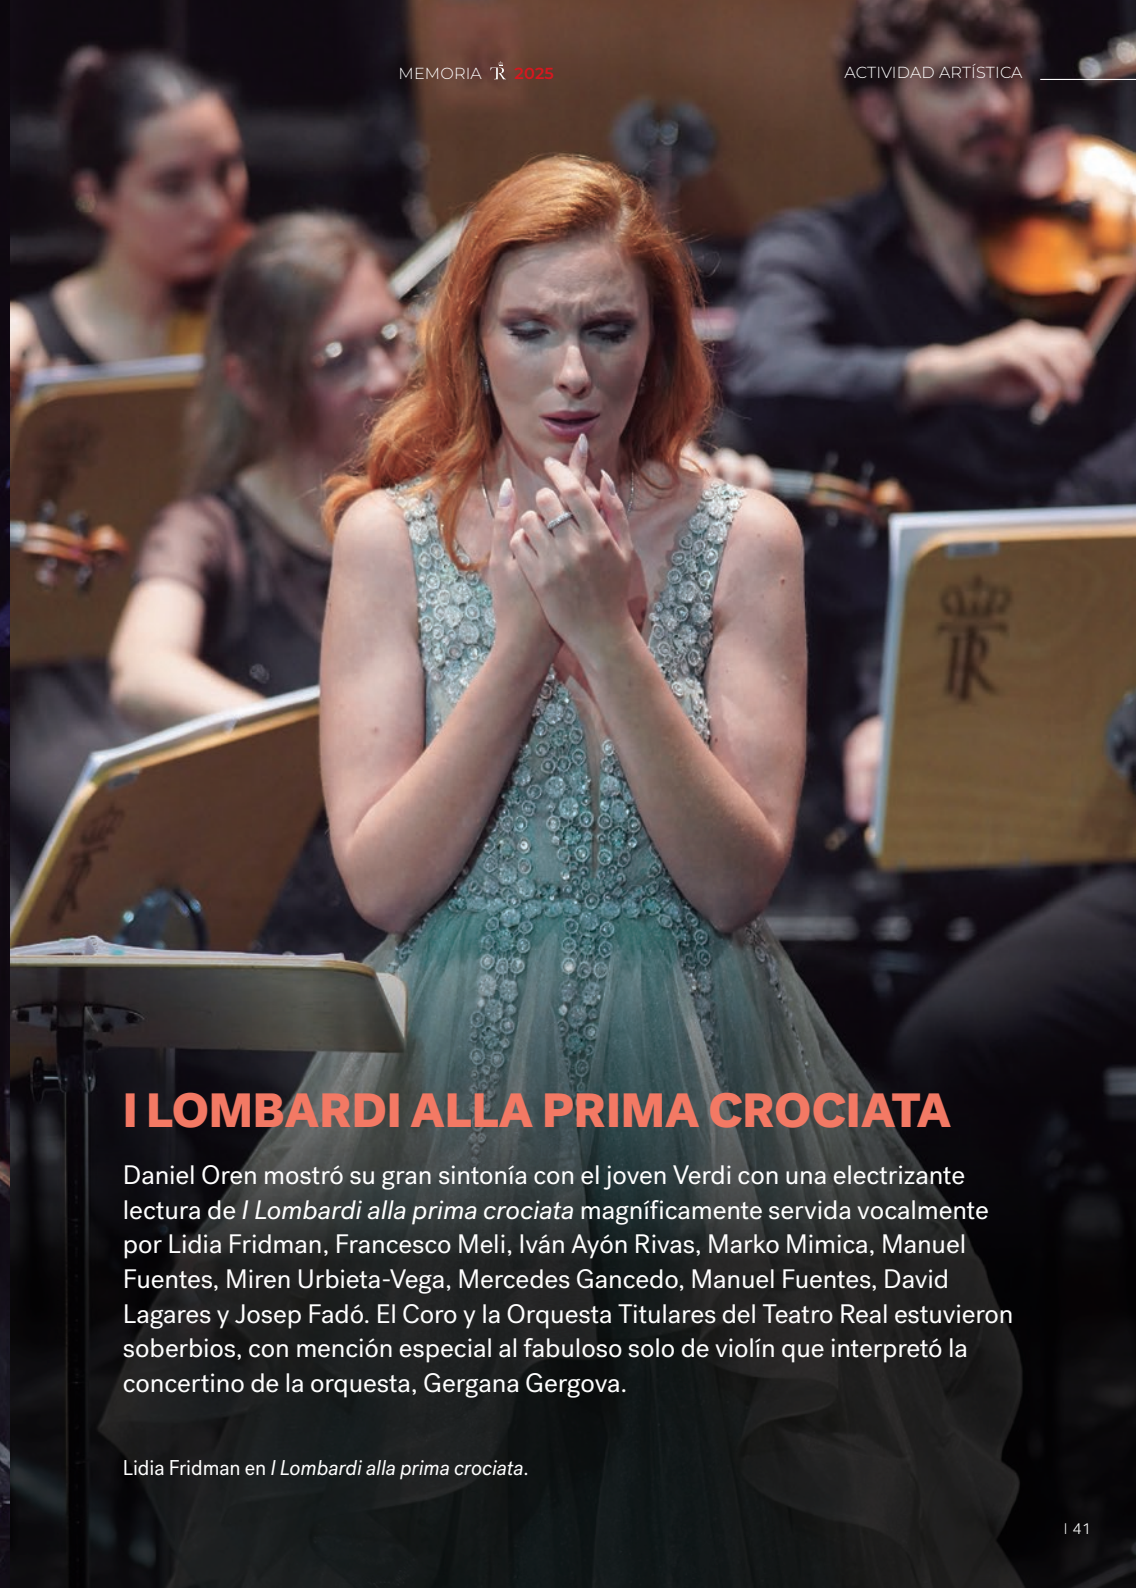 MEMORIA TR 2025
ACTIVIDAD ARTÍSTICA
TR
I LOMBARDI ALLA PRIMA CROCIATA
Daniel Oren mostró su gran sintonía con el joven Verdi con una electrizante
lectura de I Lombardi alla prima crociata magníficamente servida vocalmente
por Lidia Fridman, Francesco Meli, Iván Ayón Rivas, Marko Mimica, Manuel
Fuentes, Miren Urbieta-Vega, Mercedes Gancedo, Manuel Fuentes, David
Lagares y Josep Fadó. El Coro y la Orquesta Titulares del Teatro Real estuvieron
soberbios, con mención especial al fabuloso solo de violín que interpretó la
concertino de la orquesta, Gergana Gergova.
Lidia Fridman en I Lombardi alla prima crociata.
| 41